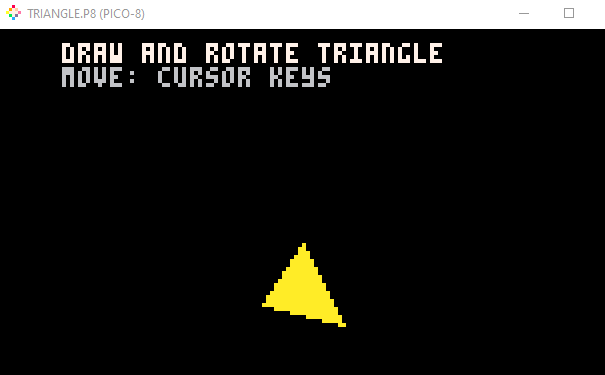 TRIANGLE.P8 (PICO-8)
DRAW AND ROTATE TRIANGLE
MOVE: CURSOR KEYS